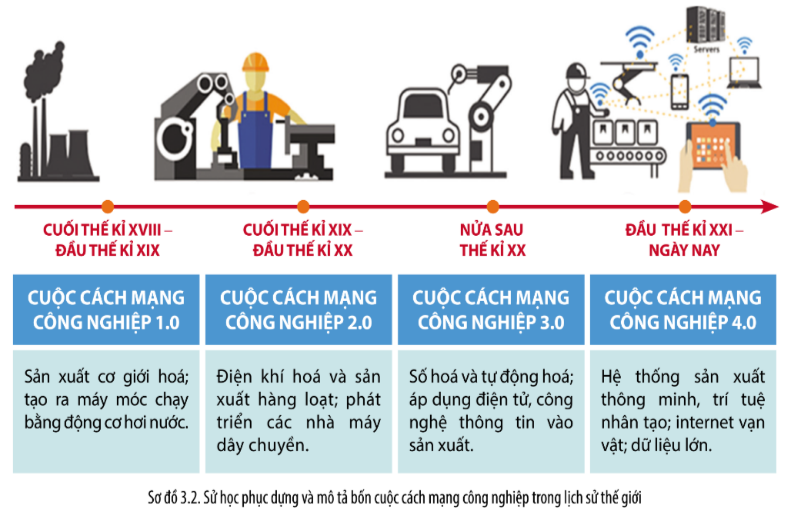 Servers
CUỐI THẾ KỈ XVIII –
ĐẦU THẾ KỈ XIX
CUỐI THẾ KỈ XIX –
ĐẦU THẾ KỈ XX
NỬA SAU
THẾ KỈ XX
ĐẦU THẾ KỈ XXI –
NGÀY NAY
CUỘC CÁCH MẠNG
CÔNG NGHIỆP 1.0
CUỘC CÁCH MẠNG
CÔNG NGHIỆP 2.0
CUỘC CÁCH MẠNG
CÔNG NGHIỆP 3.0
CUỘC CÁCH MẠNG
CÔNG NGHIỆP 4.0
Sản xuất cơ giới hoá;
tạo ra máy móc chạy
bằng động cơ hơi nước.
Điện khí hoá và sản
xuất hàng loạt; phát
triển các nhà máy
dây chuyền.
Số hoá và tự động hoá;
áp dụng điện tử, công
nghệ thông tin vào
sản xuất.
Hệ thống sản xuất
thông minh, trí tuệ
nhân tạo; internet vạn
vật; dữ liệu lớn.
Sơ đồ 3.2. Sử học phục dựng và mô tả bốn cuộc cách mạng công nghiệp trong lịch sử thế giới